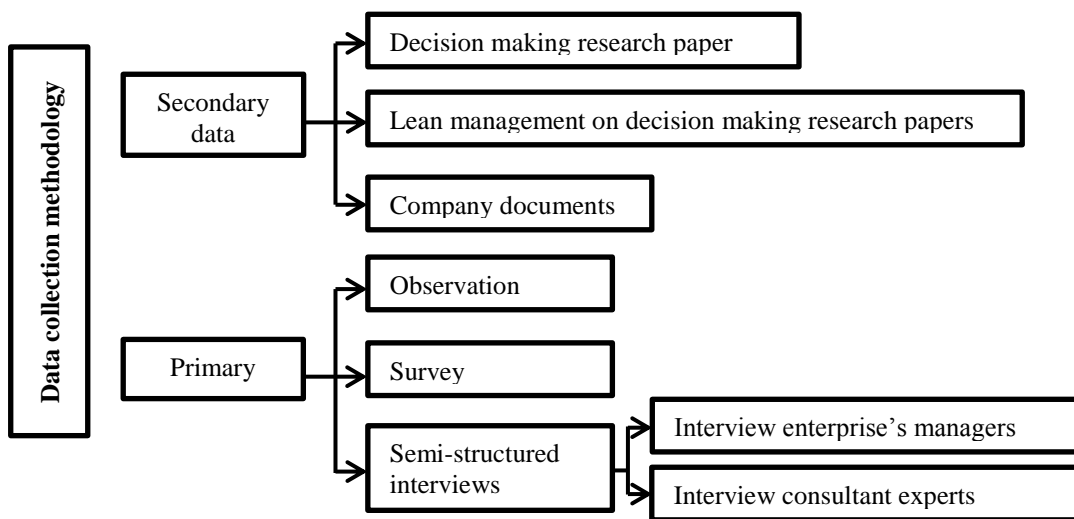 Data collection methodology
Secondary
data
Decision making research paper
Lean management on decision making research papers
Company documents
Primary
Observation
Survey
Semi-structured
interviews
Interview enterprise’s managers
Interview consultant experts